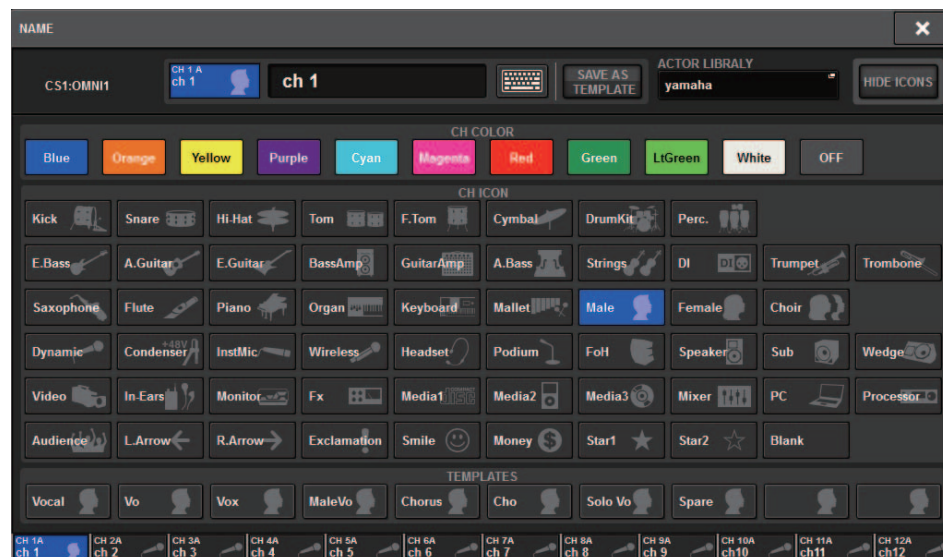 NAME
CS1:OMNI1
CH 1 A
ch 1
ch 1
SAVE AS
TEMPLATE
ACTOR LIBRALY
yamaha
HIDE ICONS
CH COLOR
Blue Orange Yellow Purple Cyan Magenta Red Green LtGreen White OFF
CH ICON
Kick Snare Hi-Hat Tom F.Tom Cymbal DrumKit Perc.
E.Bass A.Guitar E.Guitar BassAmp GuitarAmp A.Bass Strings DI DI Trumpet Trombone
Saxophone Flute Piano Organ Keyboard Mallet Male Female Choir
+48V
Dynamic Condenser InstMic Wireless Headset Podium FoH Speaker Sub Wedge
Video In-Ears Monitor Fx Media1 Media2 Media3 Mixer PC Processor
Audience L.Arrow R.Arrow Exclamation Smile Money $ Star1 Star2 Blank
TEMPLATES
Vocal Vo Vox MaleVo Chorus Cho Solo Vo Spare
CH 1A CH 2A CH 3A CH 4A CH 5A CH 6A CH 7A CH 8A CH 9A CH 10A CH 11A CH 12A
ch 1 ch 2 ch 3 ch 4 ch 5 ch 6 ch 7 ch 8 ch 9 ch10 ch11 ch12